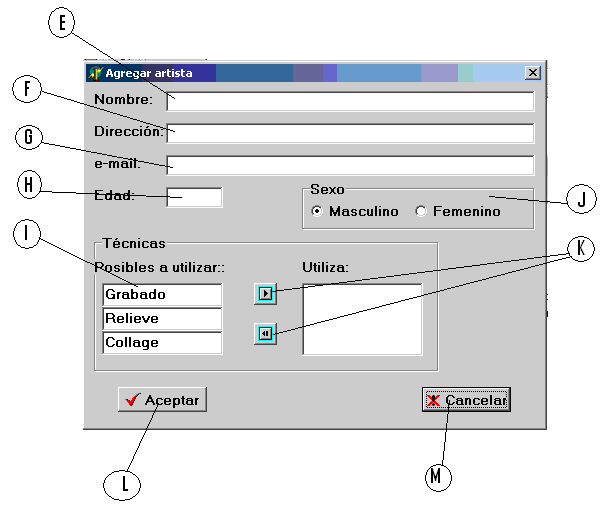 E
Agregar artista
F
Nombre:
Dirección:
G
e-mail:
H
Edad:
Sexo
J
Masculino Femenino
I
Técnicas
K
Posibles a utilizar:: Utiliza:
Grabado
Relieve
Collage
Aceptar Cancelar
L
M